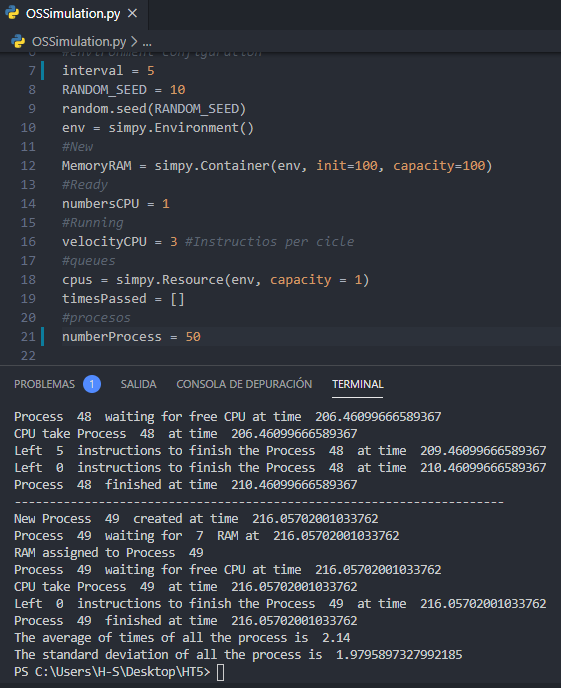 OSSimulation.py ×
OSSimulation.py > ...
6 #environment configuration
7 interval = 5
8 RANDOM_SEED = 10
9 random.seed(RANDOM_SEED)
10 env = simpy.Environment()
11 #New
12 MemoryRAM = simpy.Container(env, init=100, capacity=100)
13 #Ready
14 numbersCPU = 1
15 #Running
16 velocityCPU = 3 #Instructios per cicle
17 #queues
18 cpus = simpy.Resource(env, capacity = 1)
19 timesPassed = []
20 #procesos
21 numberProcess = 50
22
PROBLEMAS 1 SALIDA CONSOLA DE DEPURACIÓN TERMINAL
Process  48  waiting for free CPU at time  206.46099666589367
CPU take Process  48  at time  206.46099666589367
Left  5  instructions to finish the Process  48  at time  209.46099666589367
Left  0  instructions to finish the Process  48  at time  210.46099666589367
Process  48  finished at time  210.46099666589367
----------------------------------------------------------------------
New Process  49  created at time  216.05702001033762
Process  49  waiting for  7  RAM at  216.05702001033762
RAM assigned to Process  49
Process  49  waiting for free CPU at time  216.05702001033762
CPU take Process  49  at time  216.05702001033762
Left  0  instructions to finish the Process  49  at time  216.05702001033762
Process  49  finished at time  216.05702001033762
The average of times of all the process is  2.14
The standard deviation of all the process is  1.9795897327992185
PS C:\Users\H-S\Desktop\HT5>